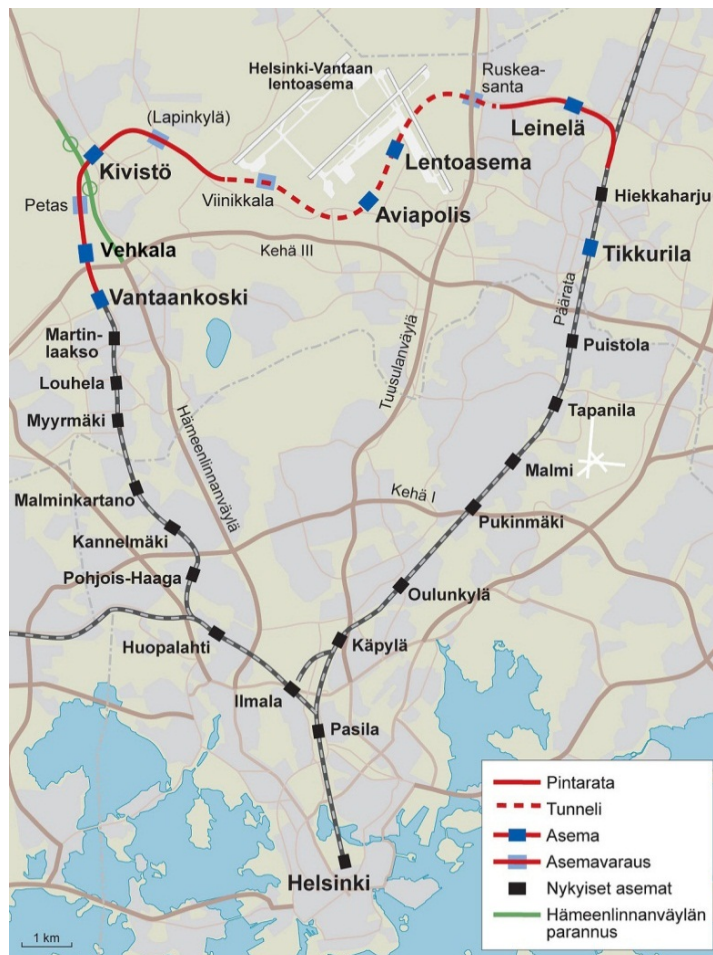 Helsinki-Vantaan
lentoasema
Ruskea-
santa
(Lapinkylä)
Leinelä
Kivistö
Lentoasema
Viinikkala
Petas
Aviapolis
Hiekkaharju
Vehkala
Kehä III
Tikkurila
Vantaankoski
Päärata
Martin-
laakso
Puistola
Louhela
Tuusulanväylä
Myyrmäki
Hämeenlinnanväylä
Tapanila
Malmi
Malminkartano
Kehä I
Pukinmäki
Kannelmäki
Pohjois-Haaga
Oulunkylä
Huopalahti
Käpylä
Ilmala
Pasila
Helsinki
Pintarata
Tunneli
Asema
Asemavaraus
Nykyiset asemat
Hämeenlinnanväylän
parannus
1 km